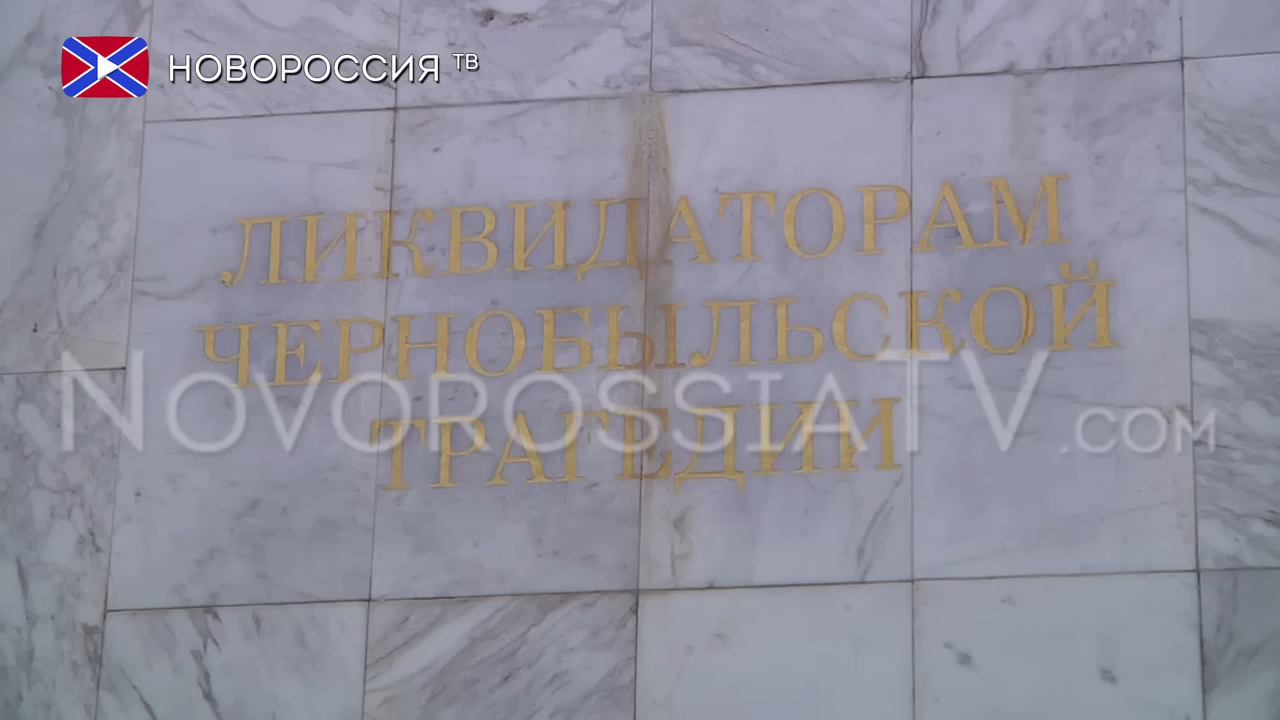 НОВОРОССИЯ ТВ
ЛИКВИДАТОРАМ
ЧЕРНОБЫЛЬСКОЙ
ТРАГЕДИИ
NOVOROSSIATV.COM